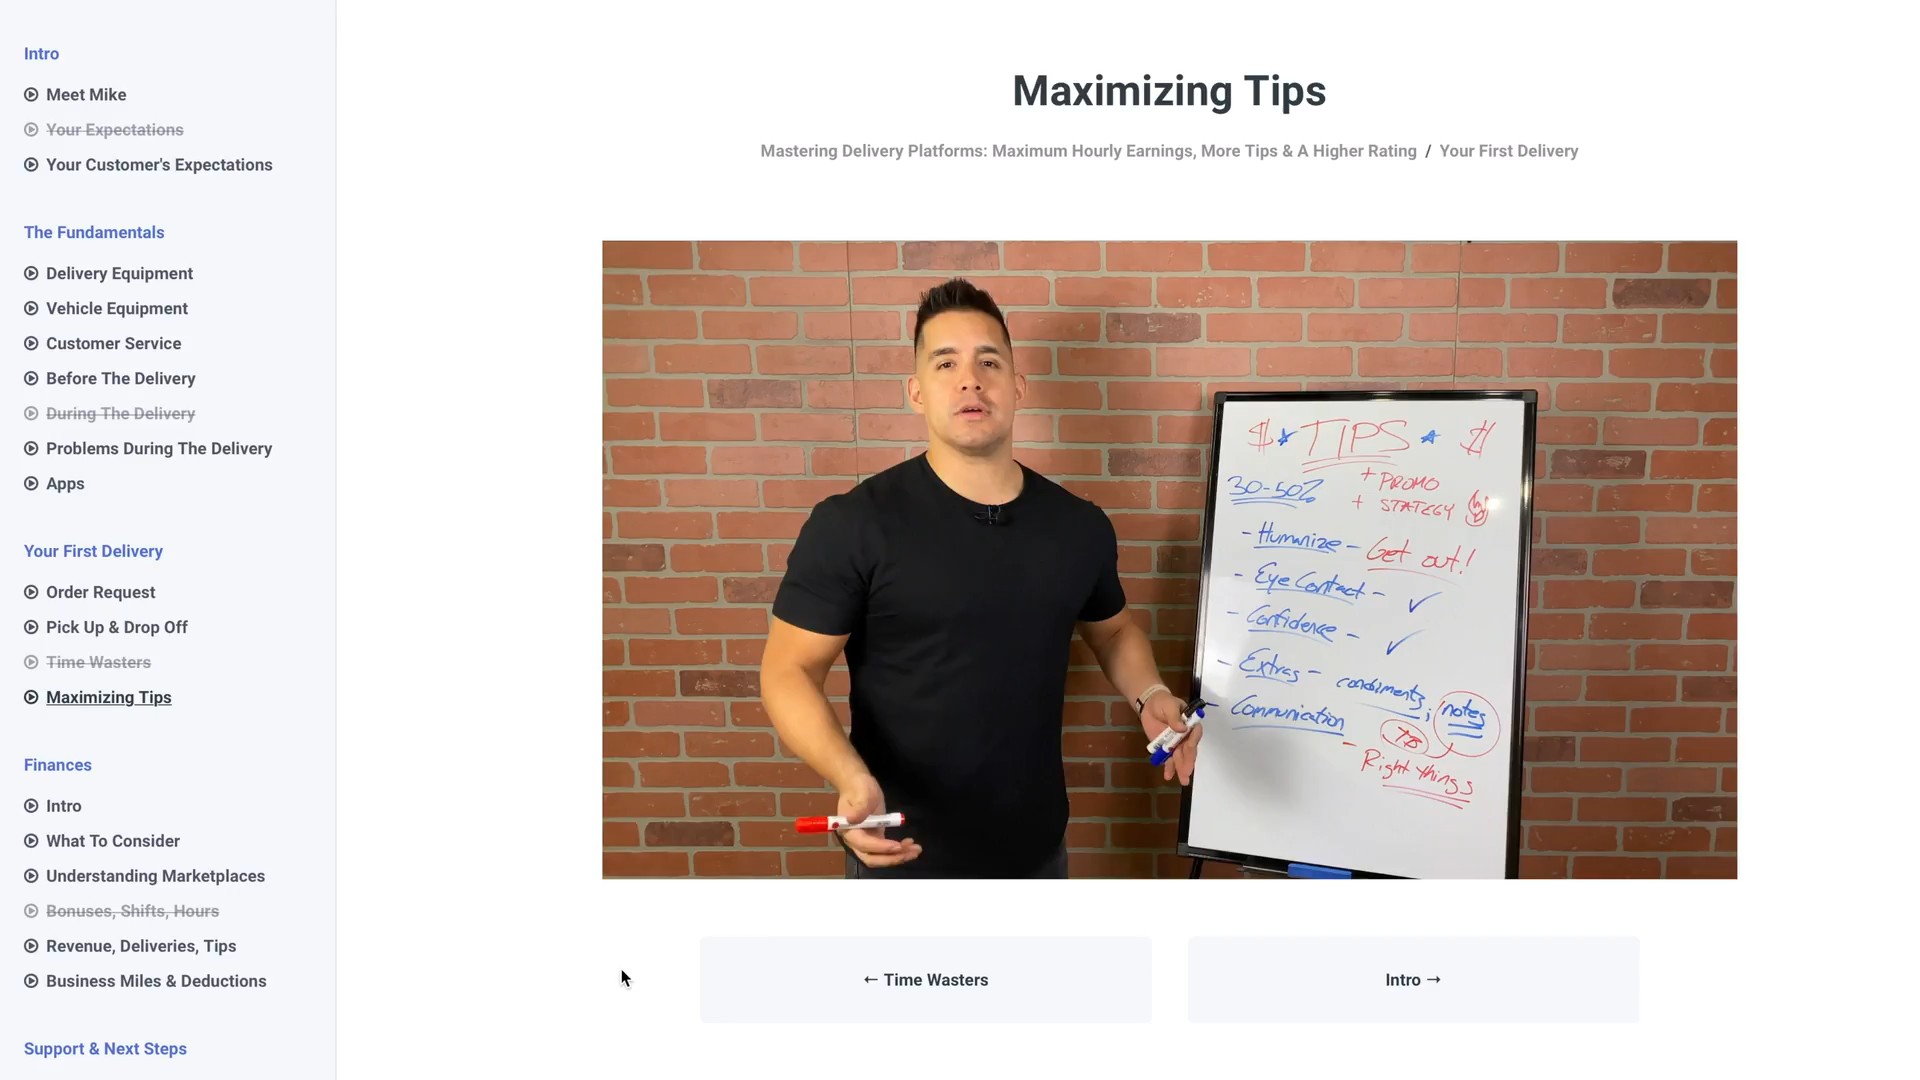 Intro
Meet Mike
Your Expectations
Your Customer's Expectations
The Fundamentals
Delivery Equipment
Vehicle Equipment
Customer Service
Before The Delivery
During The Delivery
Problems During The Delivery
Apps
Your First Delivery
Order Request
Pick Up & Drop Off
Time Wasters
Maximizing Tips
Finances
Intro
What To Consider
Understanding Marketplaces
Bonuses, Shifts, Hours
Revenue, Deliveries, Tips
Business Miles & Deductions
Support & Next Steps
Maximizing Tips
Mastering Delivery Platforms: Maximum Hourly Earnings, More Tips & A Higher Rating / Your First Delivery
$ ★ TIPS ★ $
30-50%
+ PROMO
+ STATEGY
- Humanize - Get out!
- Eye Contact - ✓
- Confidence - ✓
- Extras - condiments; notes
- Communication
- Right things
← Time Wasters
Intro →